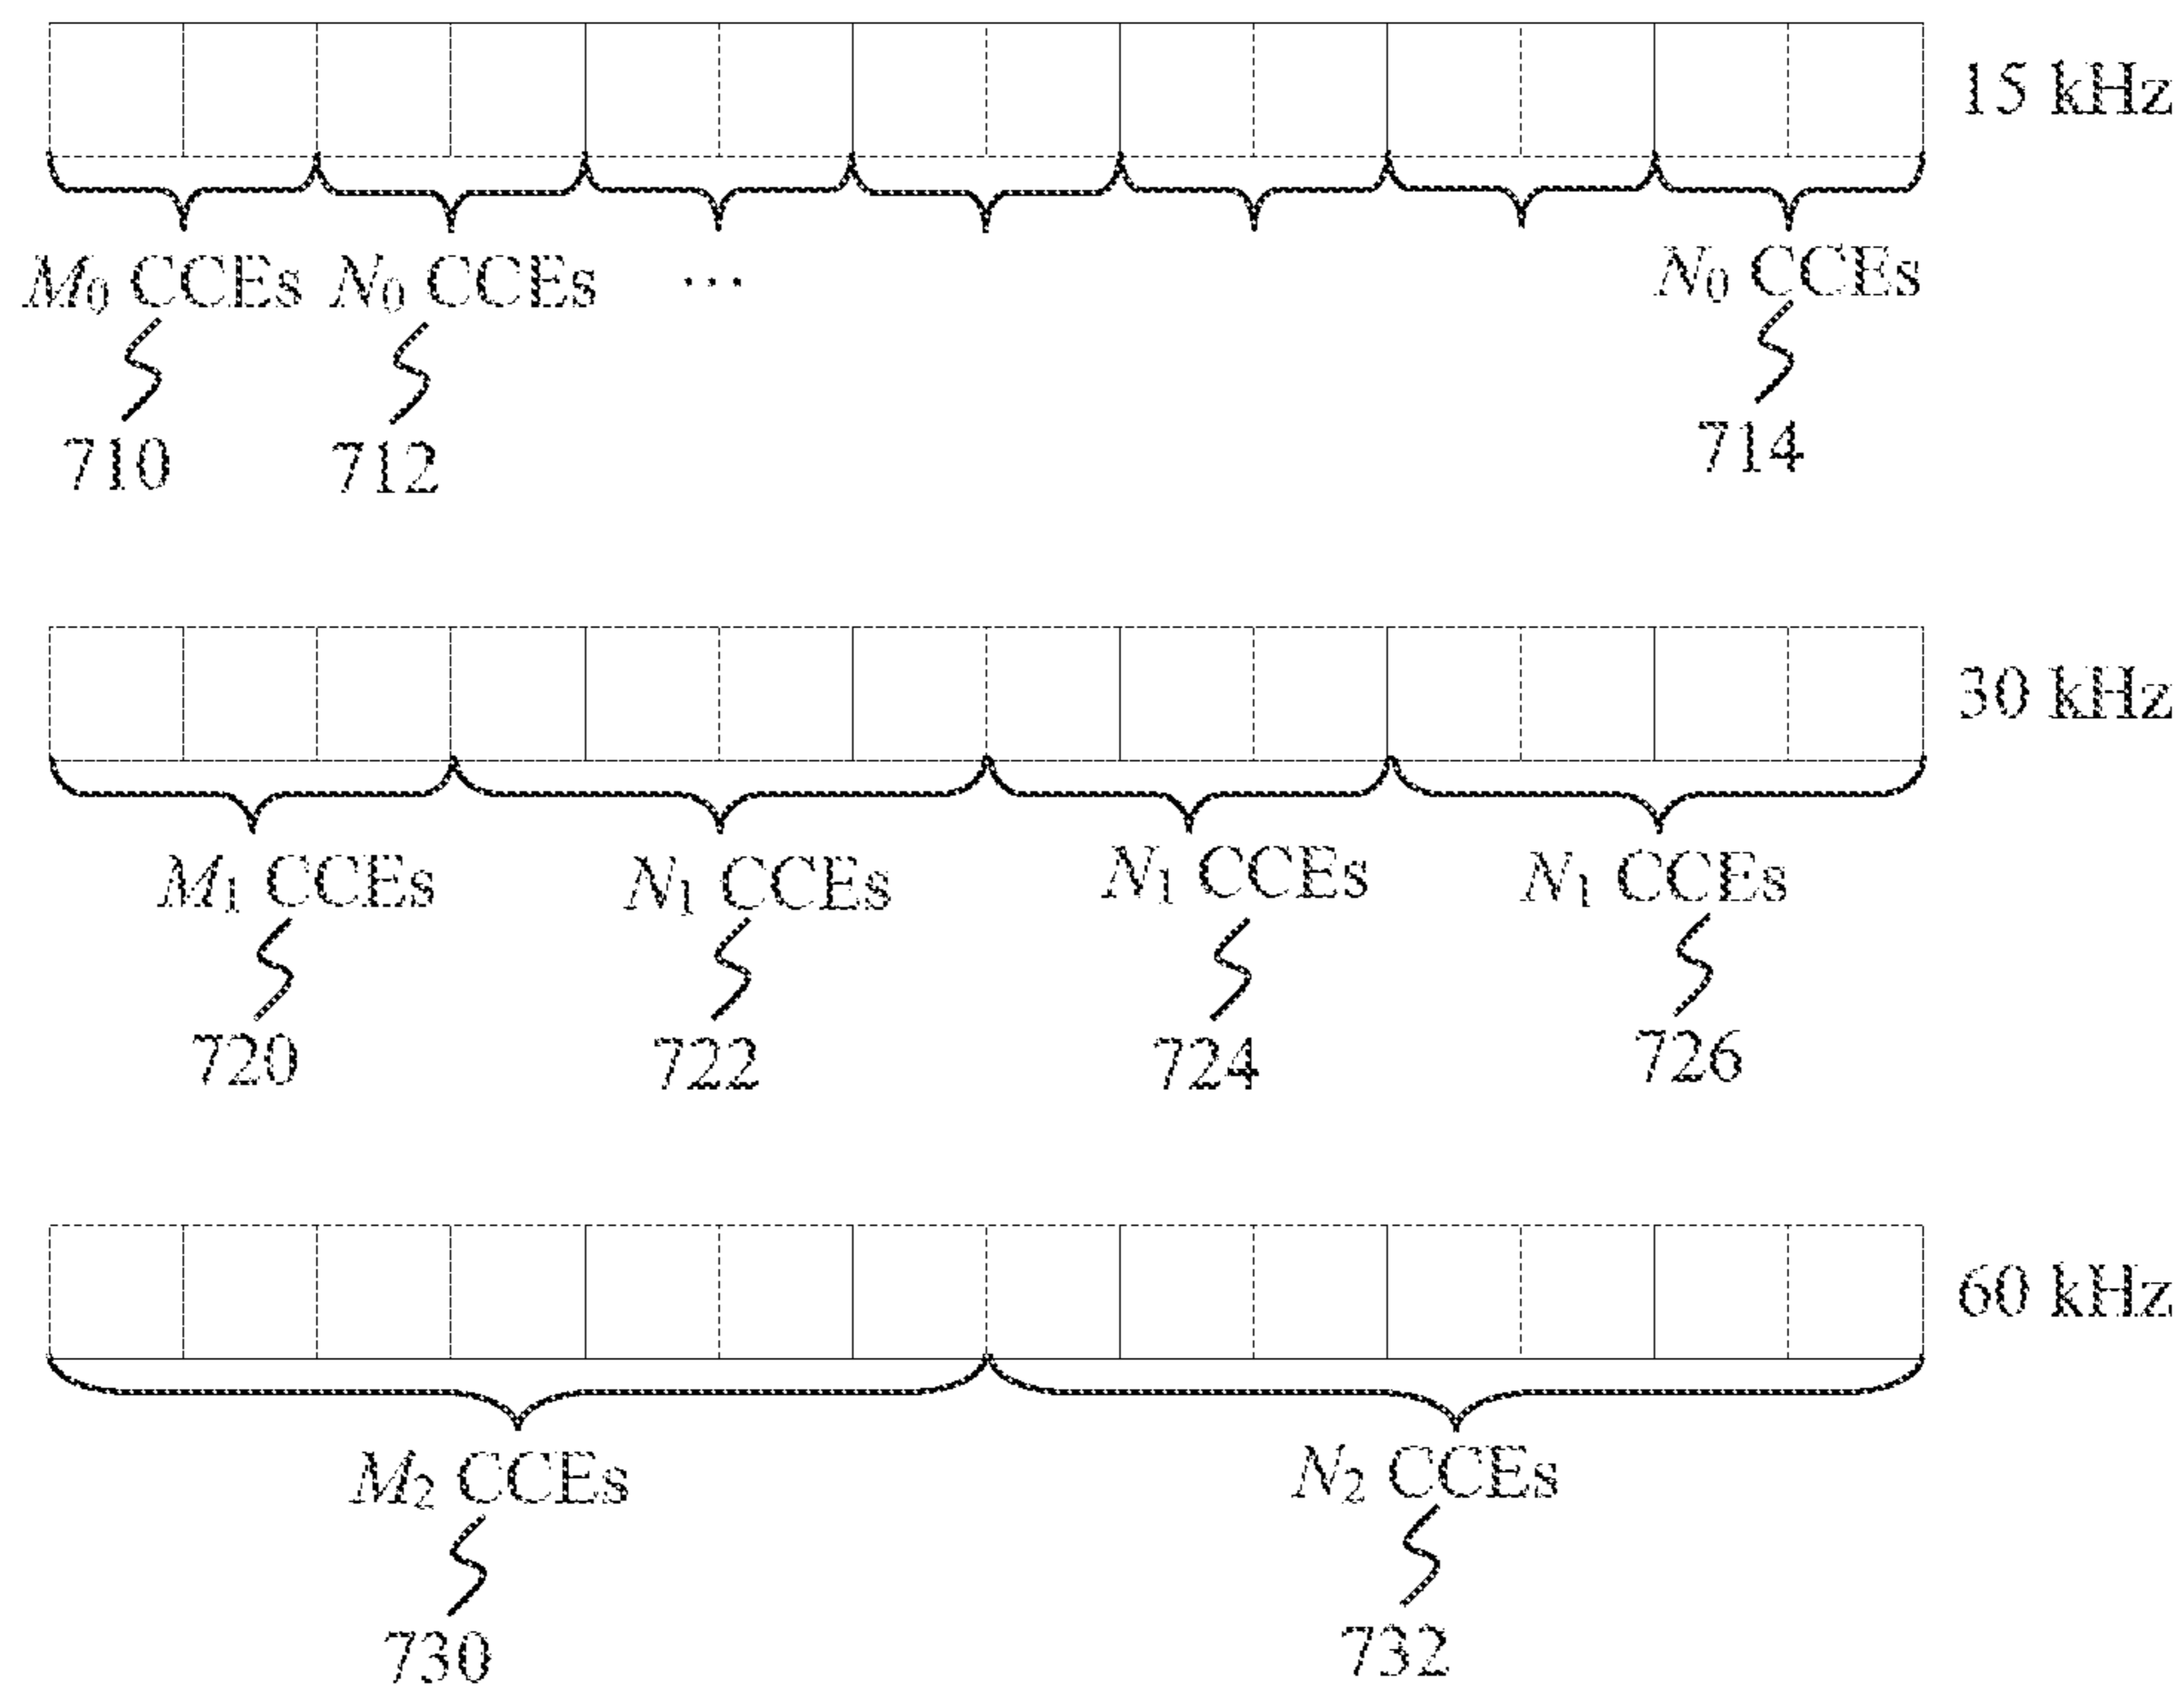 15 kHz
M0 CCEs N0 CCEs ... N0 CCEs
710 712 714
30 kHz
M1 CCEs N1 CCEs N1 CCEs N1 CCEs
720 722 724 726
60 kHz
M2 CCEs N2 CCEs
730 732